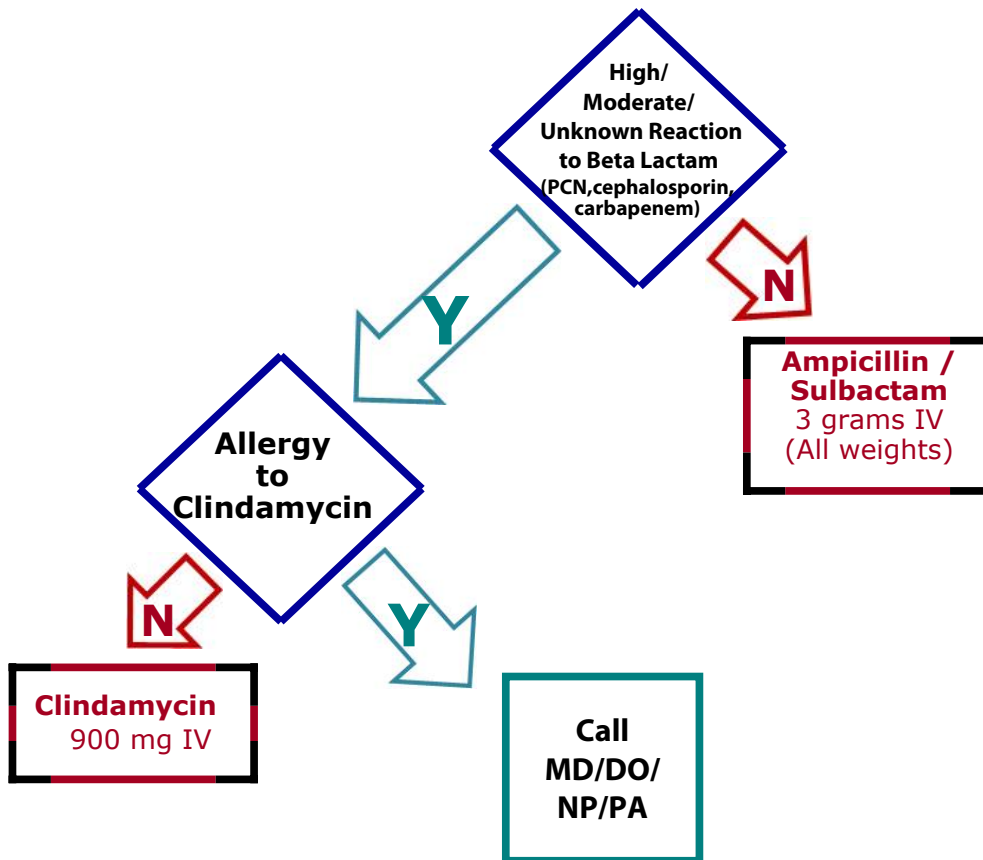 High/
Moderate/
Unknown Reaction
to Beta Lactam
(PCN,cephalosporin,
carbapenem)
Y
N
Ampicillin /
Sulbactam
3 grams IV
(All weights)
Allergy
to
Clindamycin
N
Y
Clindamycin
900 mg IV
Call
MD/DO/
NP/PA